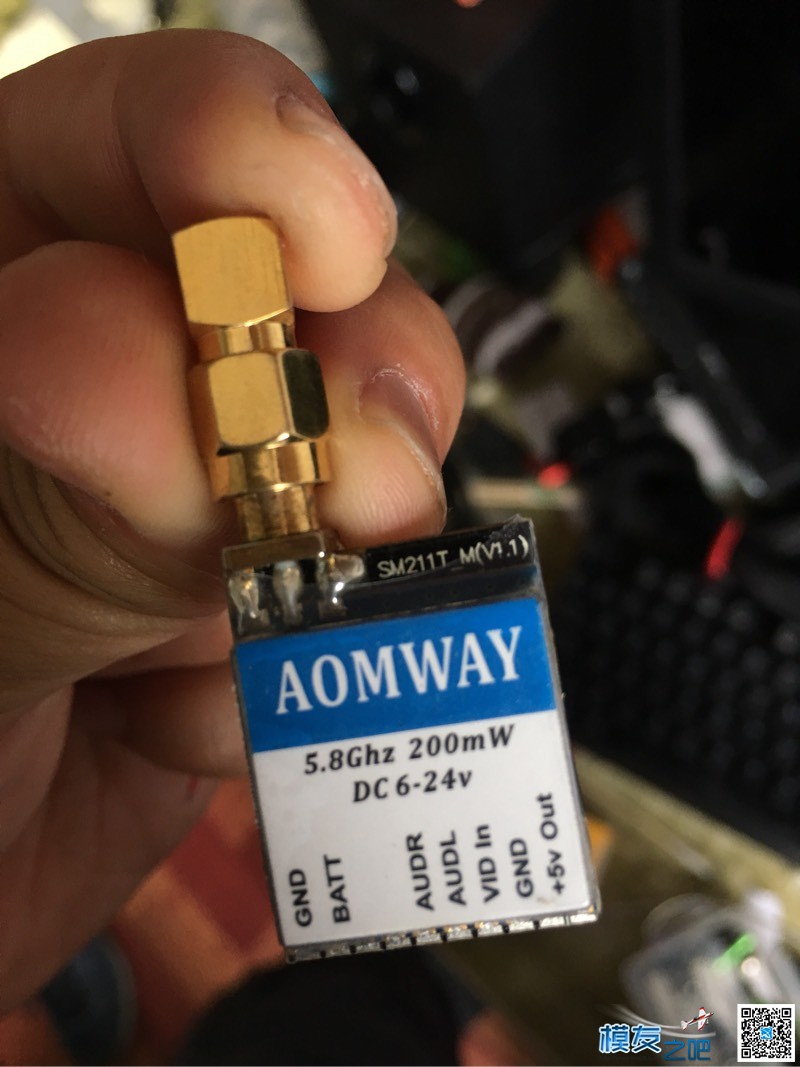 SM211T_M(V1.1)
AOMWAY
5.8Ghz 200mW
DC 6-24v
GND
BATT
AUDR
AUDL
VID In
GND
+5v Out
模友之吧